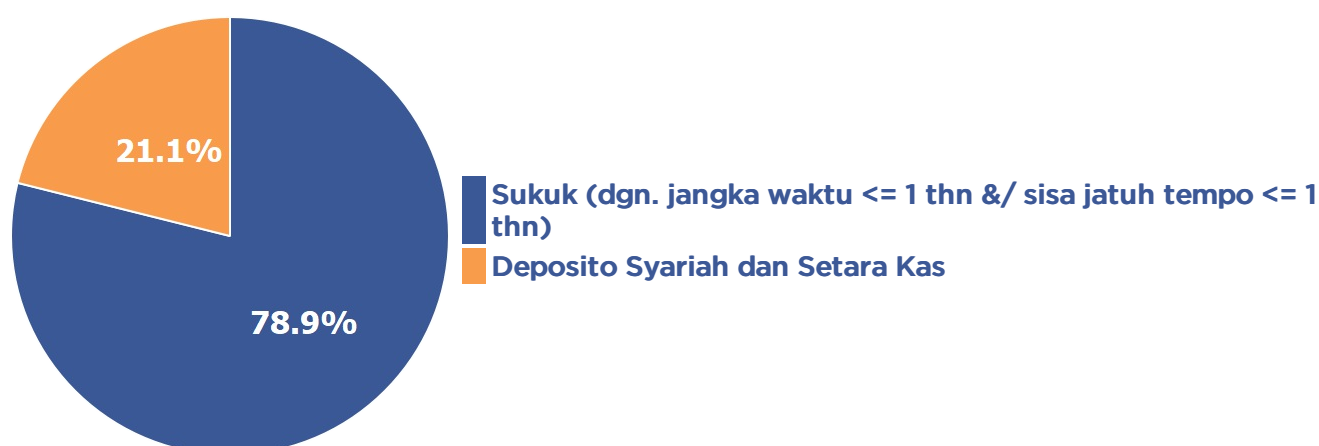 21.1%
Sukuk (dgn. jangka waktu <= 1 thn &/ sisa jatuh tempo <= 1
thn)
Deposito Syariah dan Setara Kas
78.9%